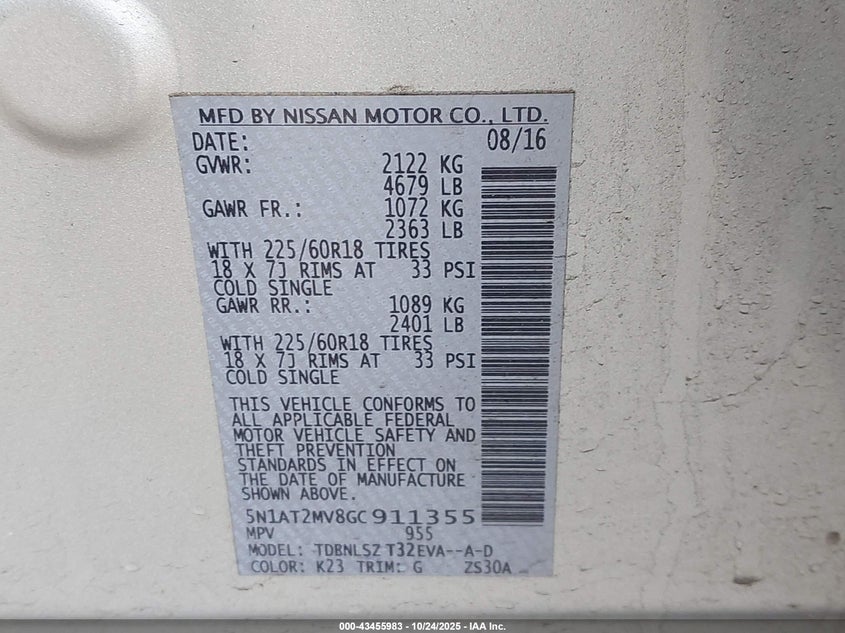 MFD BY NISSAN MOTOR CO., LTD.
DATE: 08/16
GVWR: 2122 KG
4679 LB
GAWR FR.: 1072 KG
2363 LB
WITH 225/60R18 TIRES
18 X 7J RIMS AT 33 PSI
COLD SINGLE
GAWR RR.: 1089 KG
2401 LB
WITH 225/60R18 TIRES
18 X 7J RIMS AT 33 PSI
COLD SINGLE
THIS VEHICLE CONFORMS TO
ALL APPLICABLE FEDERAL
MOTOR VEHICLE SAFETY AND
THEFT PREVENTION
STANDARDS IN EFFECT ON
THE DATE OF MANUFACTURE
SHOWN ABOVE.
5N1AT2MV8GC911355
MPV 955
MODEL: TDBNLSZ T32EVA--A-D
COLOR: K23 TRIM: G ZS30A
000-43455983 - 10/24/2025 - IAA Inc.